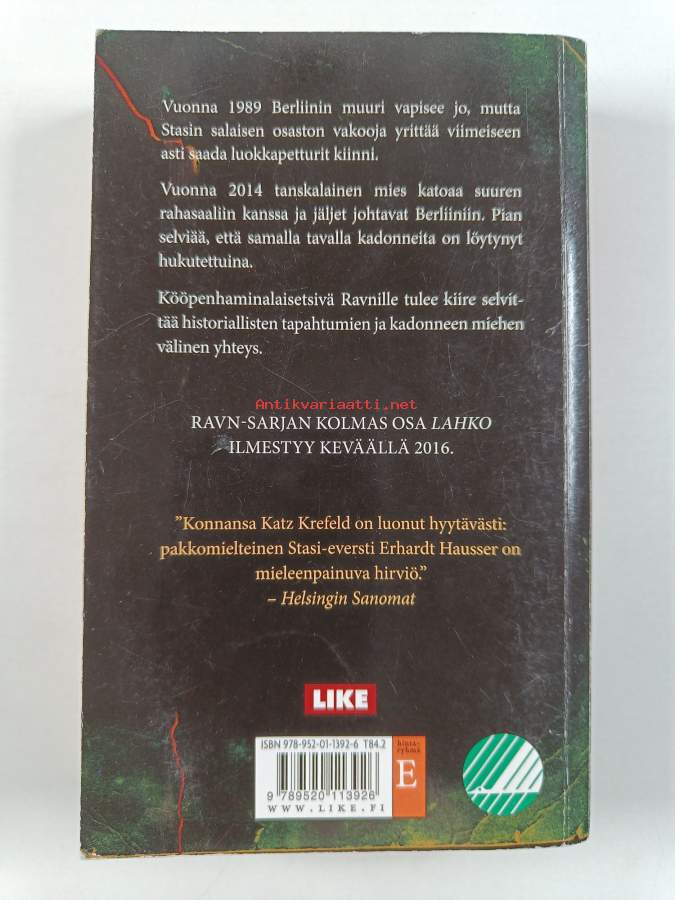 Vuonna 1989 Berliinin muuri vapisee jo, mutta
Stasin salaisen osaston vakooja yrittää viimeiseen
asti saada luokkapetturit kiinni.
Vuonna 2014 tanskalainen mies katoaa suuren
rahasaaliin kanssa ja jäljet johtavat Berliiniin. Pian
selviää, että samalla tavalla kadonneita on löytynyt
hukutettuina.
Kööpenhaminalaisetsivä Ravnille tulee kiire selvit-
tää historiallisten tapahtumien ja kadonneen miehen
välinen yhteys.
Antikvariaatti.net
RAVN-SARJAN KOLMAS OSA LAHKO
ILMESTYY KEVÄÄLLÄ 2016.
”Konnansa Katz Krefeld on luonut hyytävästi:
pakkomielteinen Stasi-eversti Erhardt Hausser on
mieleenpainuva hirviö.”
– Helsingin Sanomat
LIKE
ISBN 978-952-01-1392-6 T84.2
hinta-
ryhmä
E
9 789520 113926
WWW.LIKE.FI